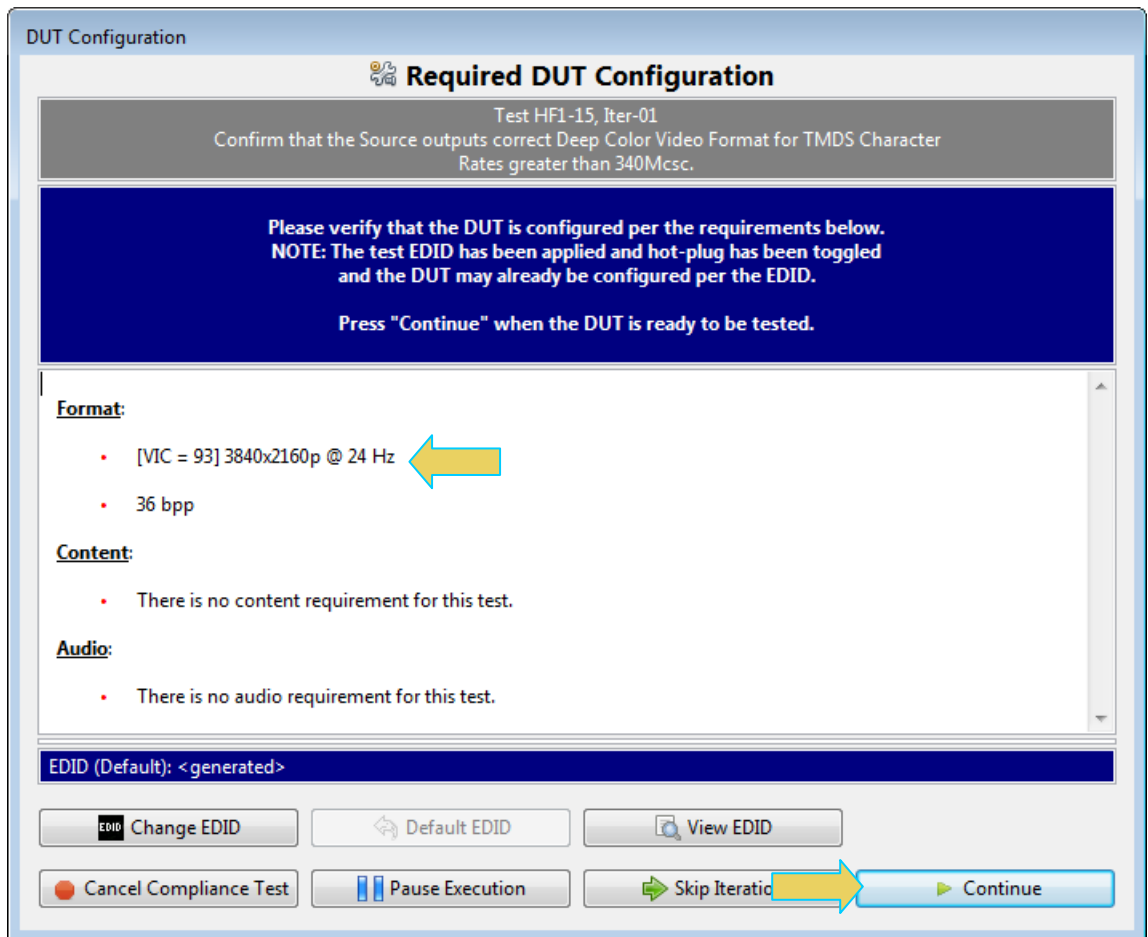 DUT Configuration
Required DUT Configuration
Test HF1-15, Iter-01
Confirm that the Source outputs correct Deep Color Video Format for TMDS Character
Rates greater than 340Mcsc.
Please verify that the DUT is configured per the requirements below.
NOTE: The test EDID has been applied and hot-plug has been toggled
and the DUT may already be configured per the EDID.
Press "Continue" when the DUT is ready to be tested.
Format:
• [VIC = 93] 3840x2160p @ 24 Hz
• 36 bpp
Content:
• There is no content requirement for this test.
Audio:
• There is no audio requirement for this test.
EDID (Default): <generated>
EDID Change EDID Default EDID View EDID
Cancel Compliance Test Pause Execution Skip Iteratio Continue